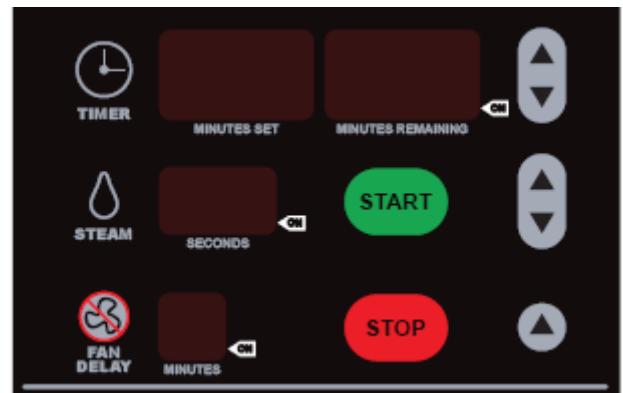 TIMER
MINUTES SET
MINUTES REMAINING
ON
STEAM
SECONDS
ON
START
FAN
DELAY
MINUTES
ON
STOP